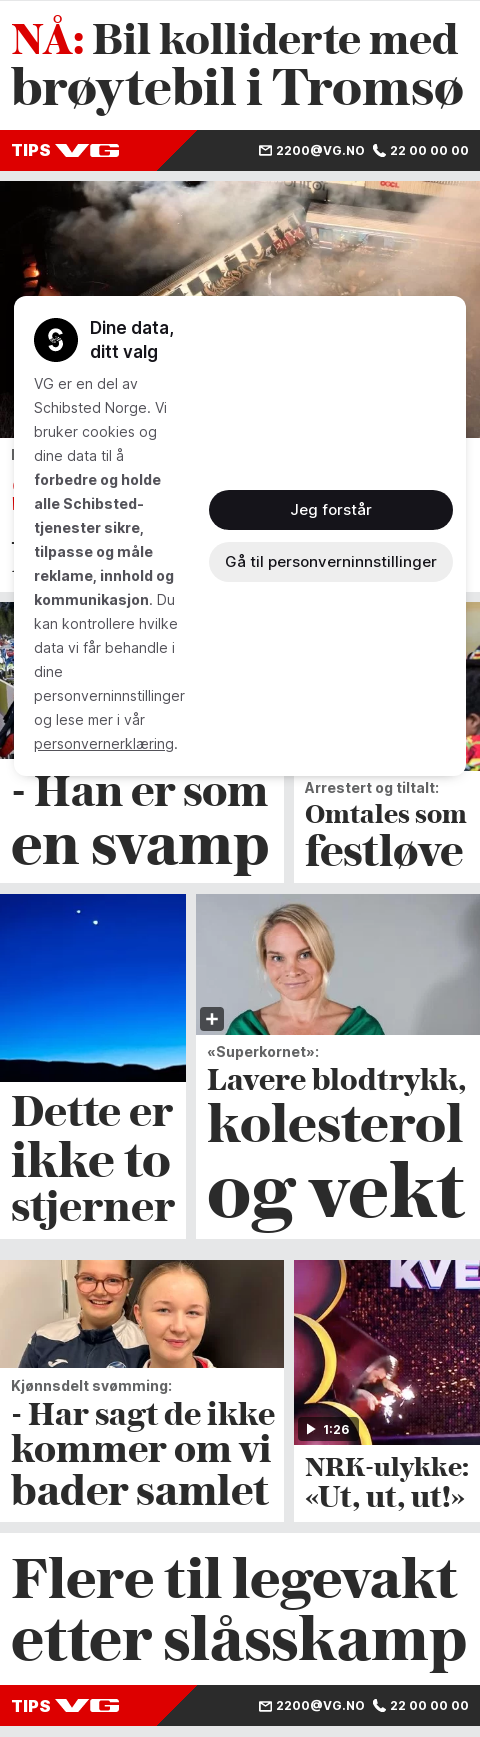 NÅ: Bil kolliderte med
brøytebil i Tromsø
TIPS VG 2200@VG.NO 22 00 00 00
Dine data,
ditt valg
VG er en del av
Schibsted Norge. Vi
bruker cookies og
dine data til å
forbedre og holde
alle Schibsted-
tjenester sikre,
tilpasse og måle
reklame, innhold og
kommunikasjon. Du
kan kontrollere hvilke
data vi får behandle i
dine
personverninnstillinger
og lese mer i vår
personvernerklæring.
Jeg forstår
Gå til personverninnstillinger
- Han er som
en svamp
Arrestert og tiltalt:
Omtales som
festløve
Dette er
ikke to
stjerner
«Superkornet»:
Lavere blodtrykk,
kolesterol
og vekt
Kjønnsdelt svømming:
- Har sagt de ikke
kommer om vi
bader samlet
KVE
1:26
NRK-ulykke:
«Ut, ut, ut!»
Flere til legevakt
etter slåsskamp
TIPS VG 2200@VG.NO 22 00 00 00